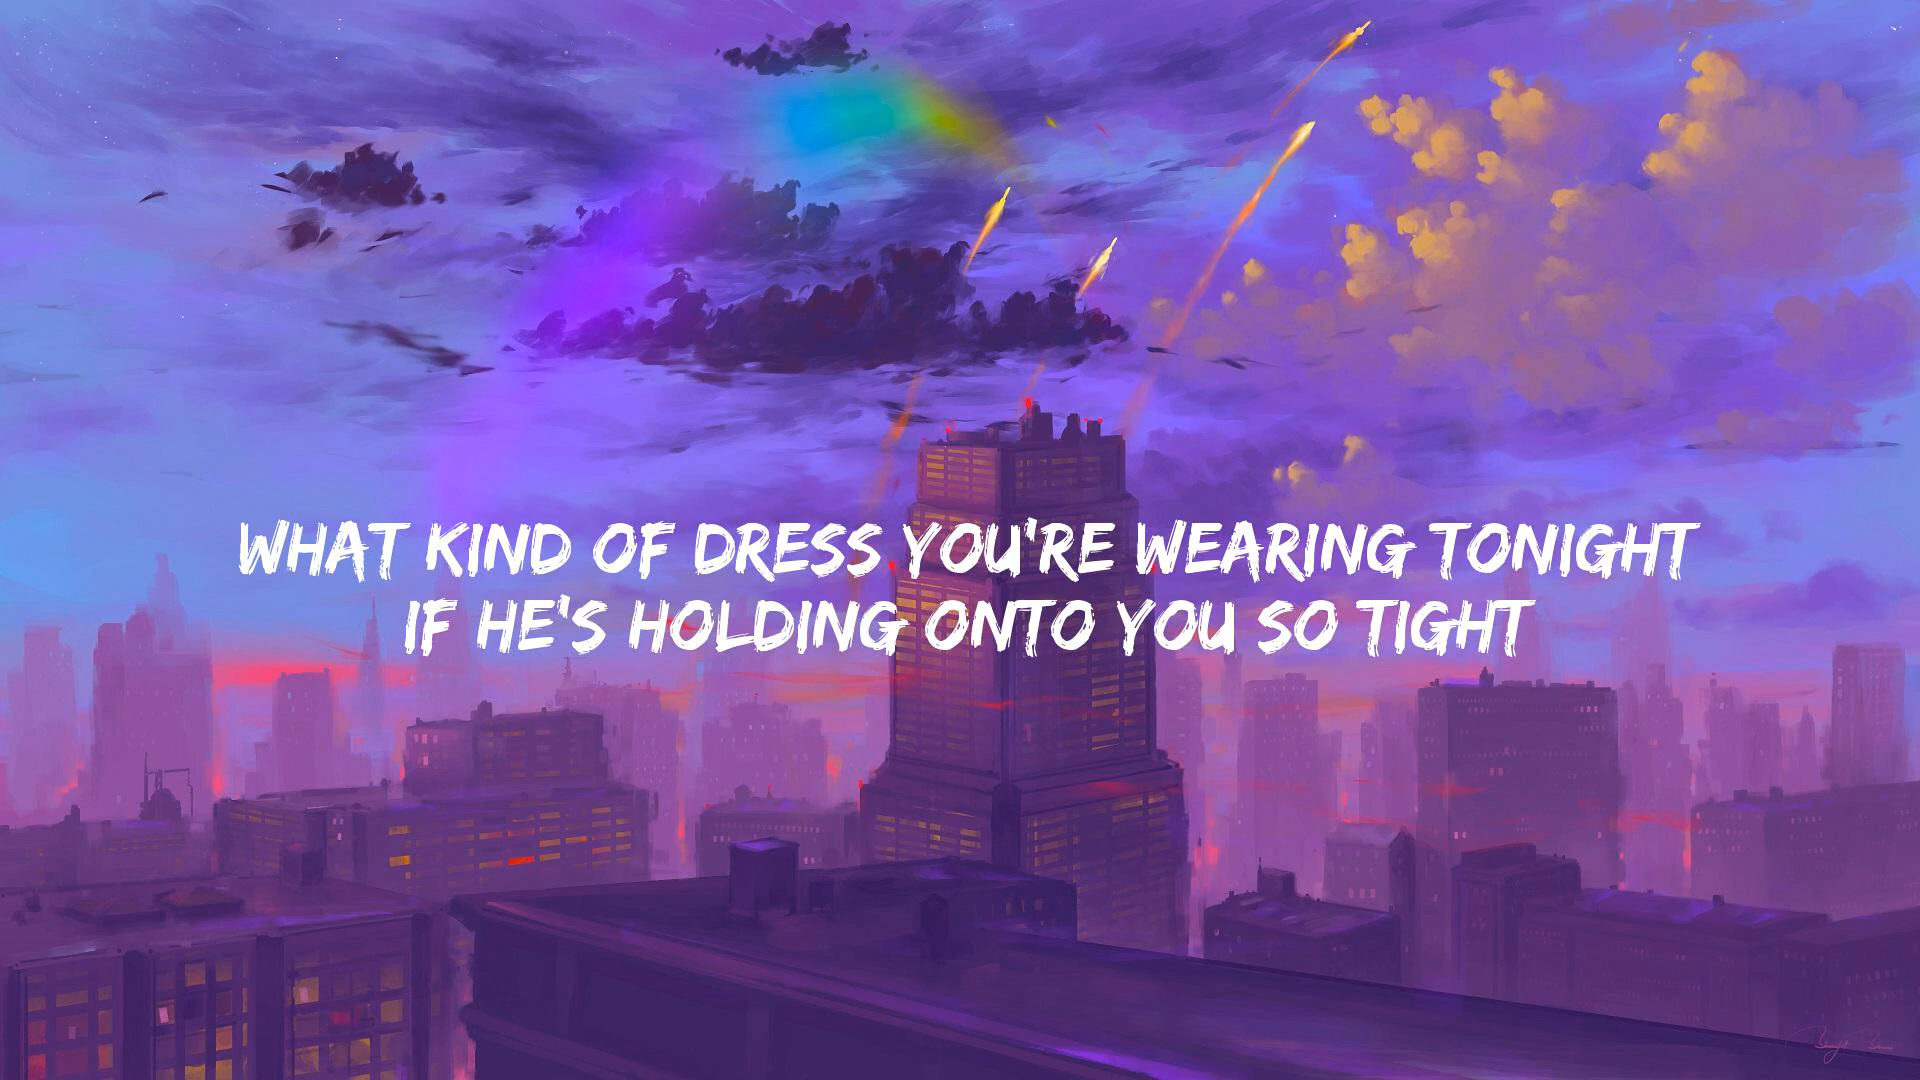 WHAT KIND OF DRESS YOU'RE WEARING TONIGHT
IF HE'S HOLDING ONTO YOU SO TIGHT